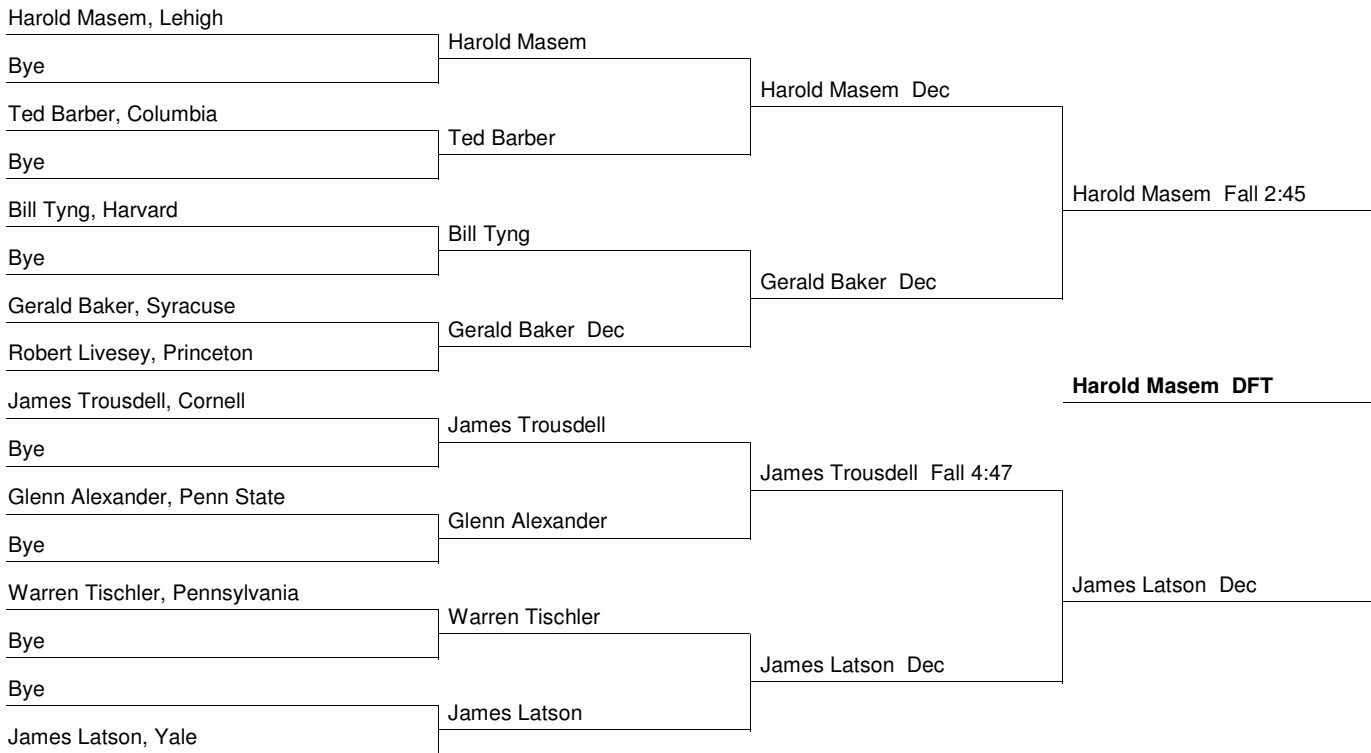 Harold Masem, Lehigh
Bye
Ted Barber, Columbia
Bye
Bill Tyng, Harvard
Bye
Gerald Baker, Syracuse
Robert Livesey, Princeton
James Trousdell, Cornell
Bye
Glenn Alexander, Penn State
Bye
Warren Tischler, Pennsylvania
Bye
Bye
James Latson, Yale
Harold Masem
Ted Barber
Bill Tyng
Gerald Baker Dec
James Trousdell
Glenn Alexander
Warren Tischler
James Latson
Harold Masem Dec
Gerald Baker Dec
James Trousdell Fall 4:47
James Latson Dec
Harold Masem Fall 2:45
James Latson Dec
Harold Masem DFT